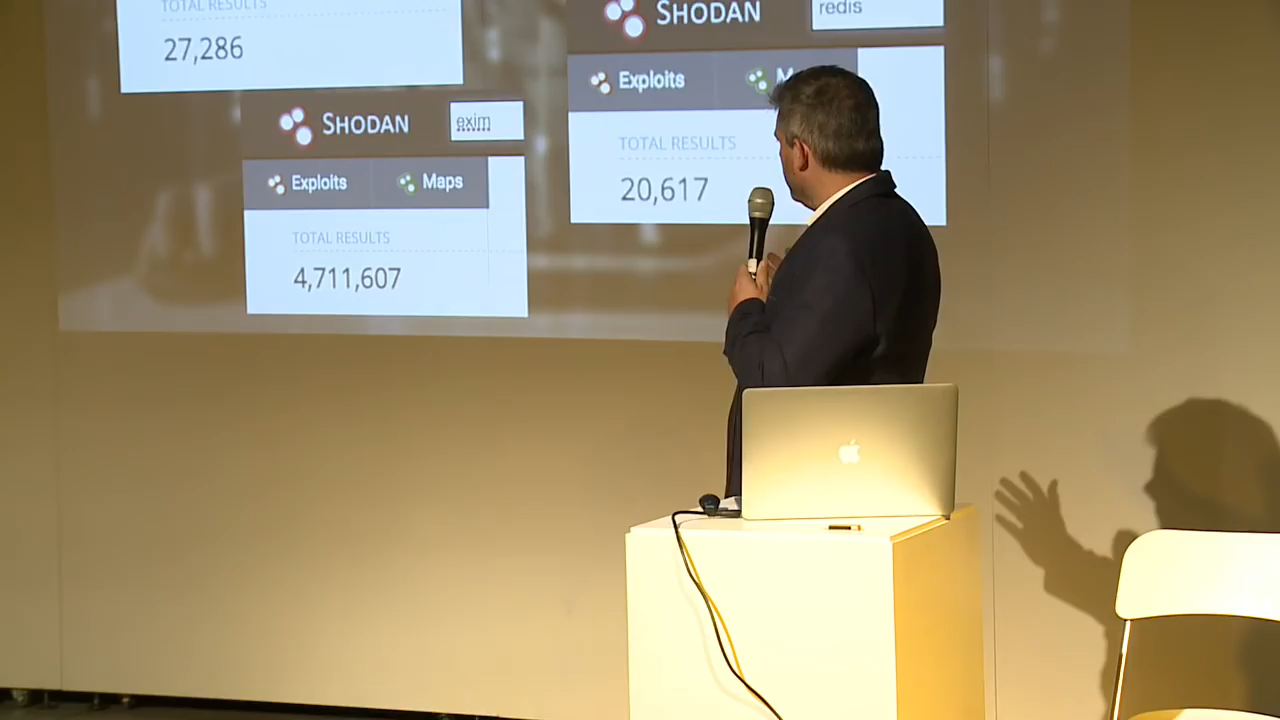 TOTAL RESULTS
27,286
SHODAN
exim
Exploits
Maps
TOTAL RESULTS
4,711,607
SHODAN
redis
Exploits
TOTAL RESULTS
20,617